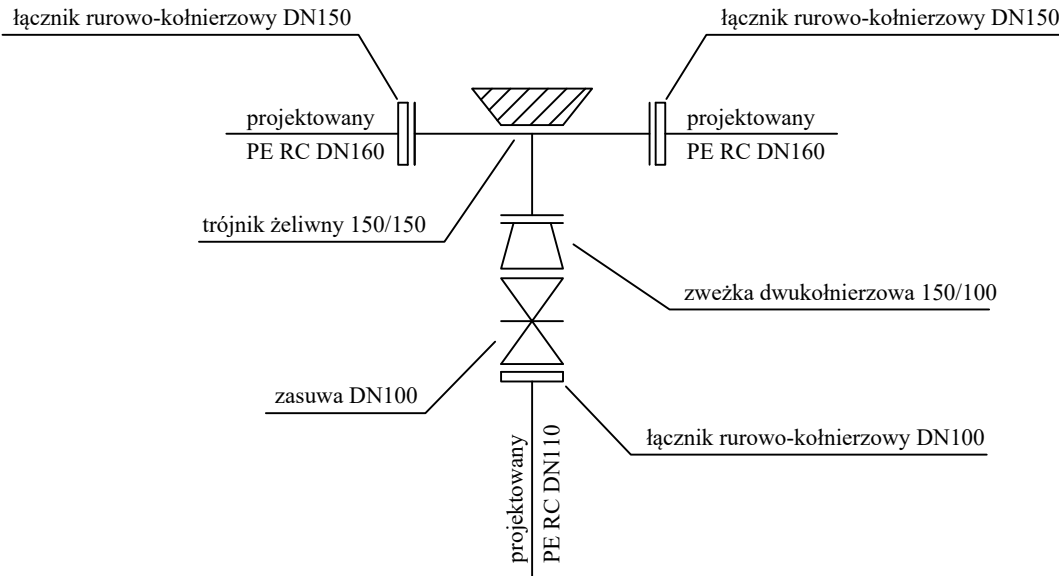 łącznik rurowo-kołnierzowy DN150
łącznik rurowo-kołnierzowy DN150
projektowany
PE RC DN160
projektowany
PE RC DN160
trójnik żeliwny 150/150
zweżka dwukołnierzowa 150/100
zasuwa DN100
łącznik rurowo-kołnierzowy DN100
projektowany
PE RC DN110